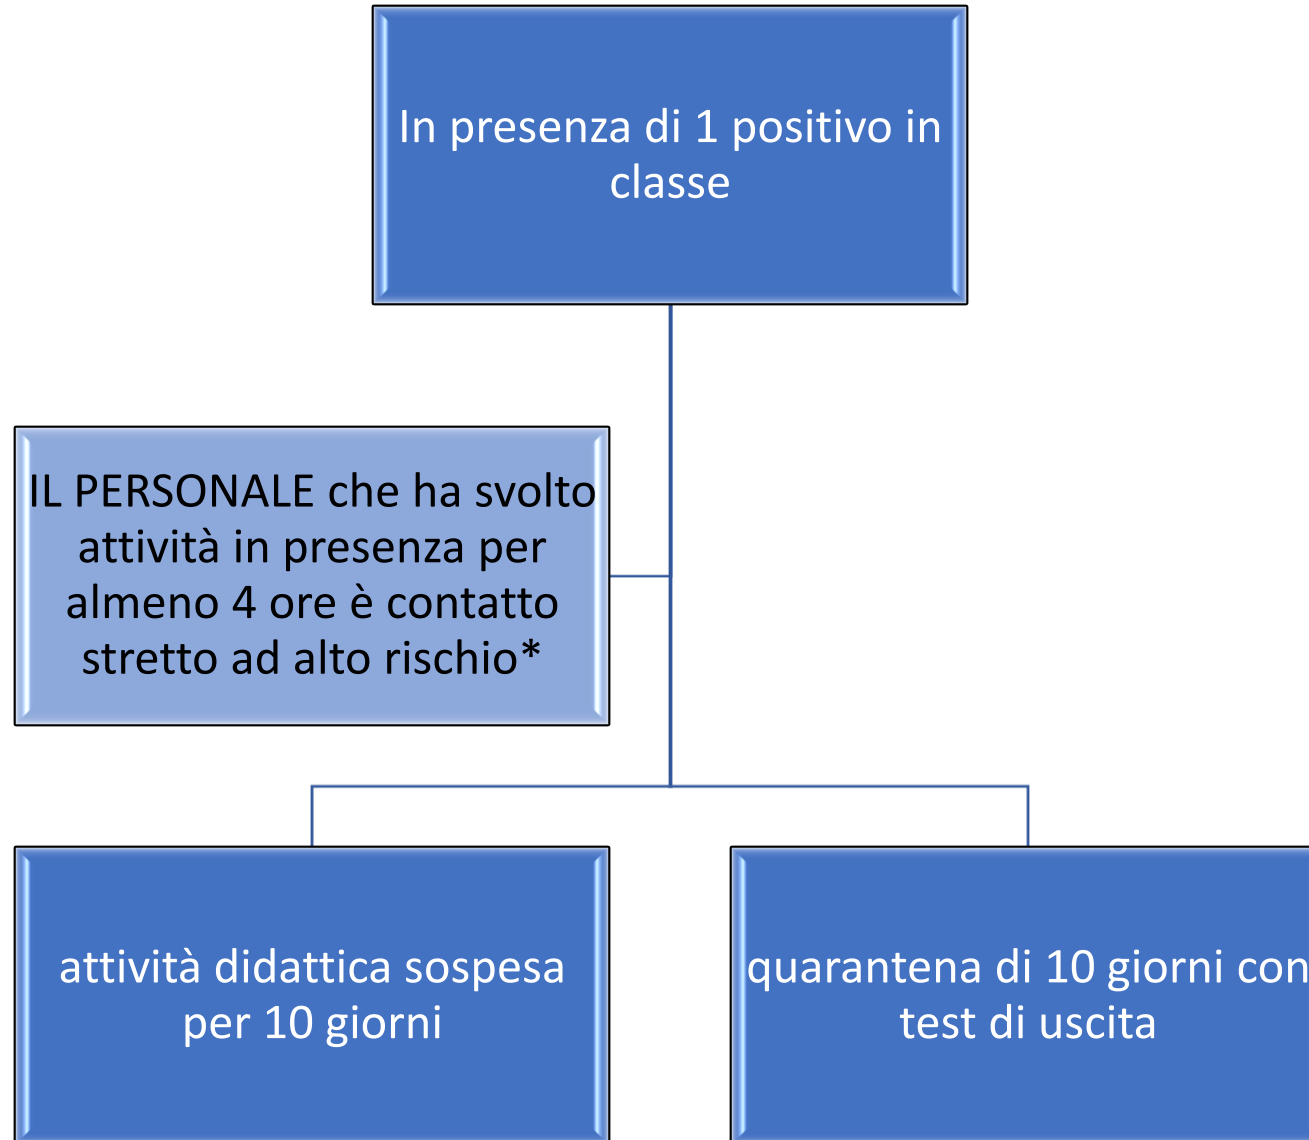 In presenza di 1 positivo in
classe
IL PERSONALE che ha svolto
attività in presenza per
almeno 4 ore è contatto
stretto ad alto rischio*
attività didattica sospesa
per 10 giorni
quarantena di 10 giorni con
test di uscita